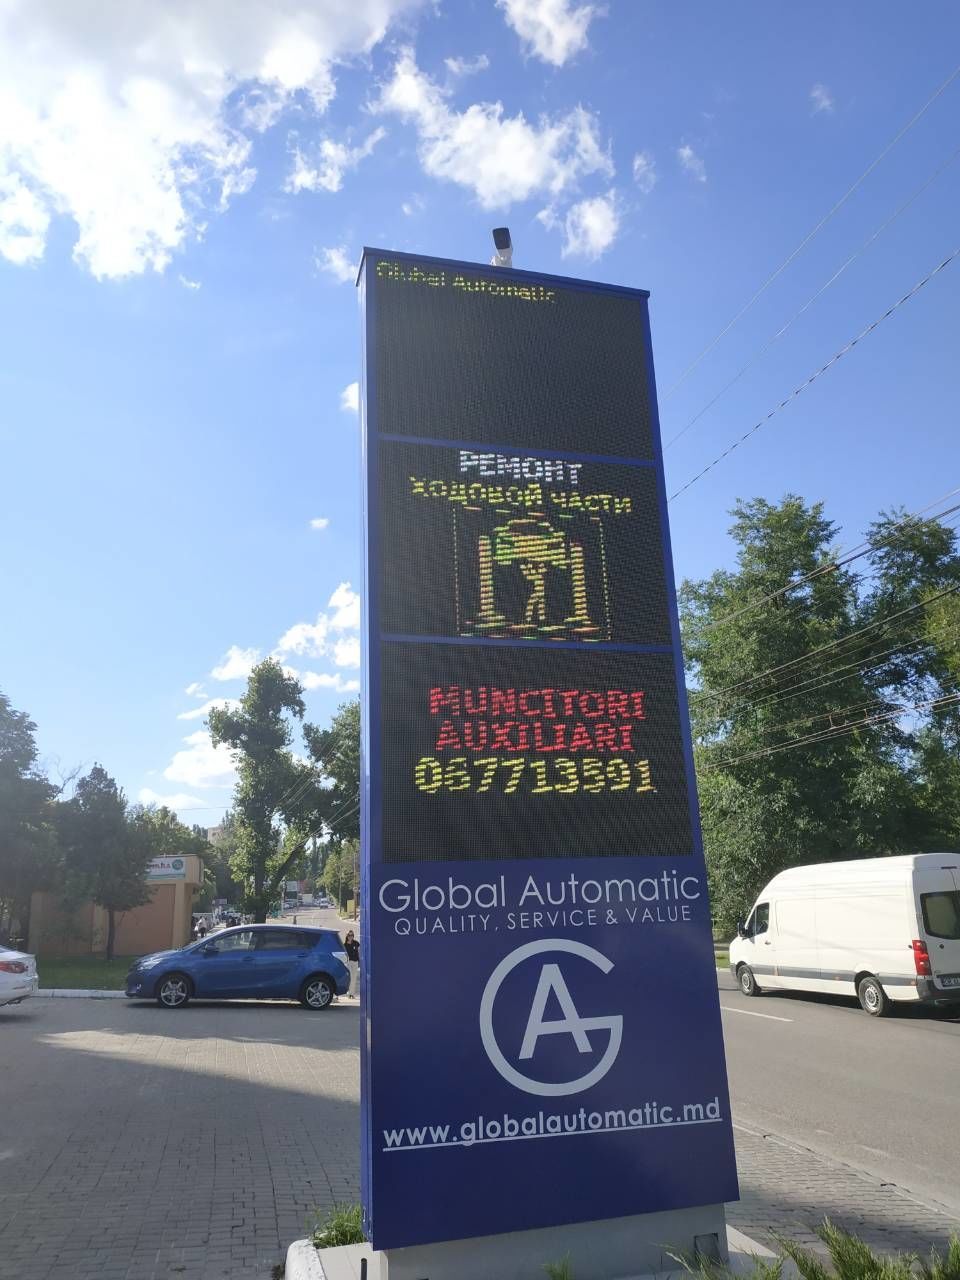 Global Automatic
РЕМОНТ
ХОДОВОЙ ЧАСТИ
MUNCITORI
AUXILIARI
067713591
Global Automatic
QUALITY, SERVICE & VALUE
GA
www.globalautomatic.md